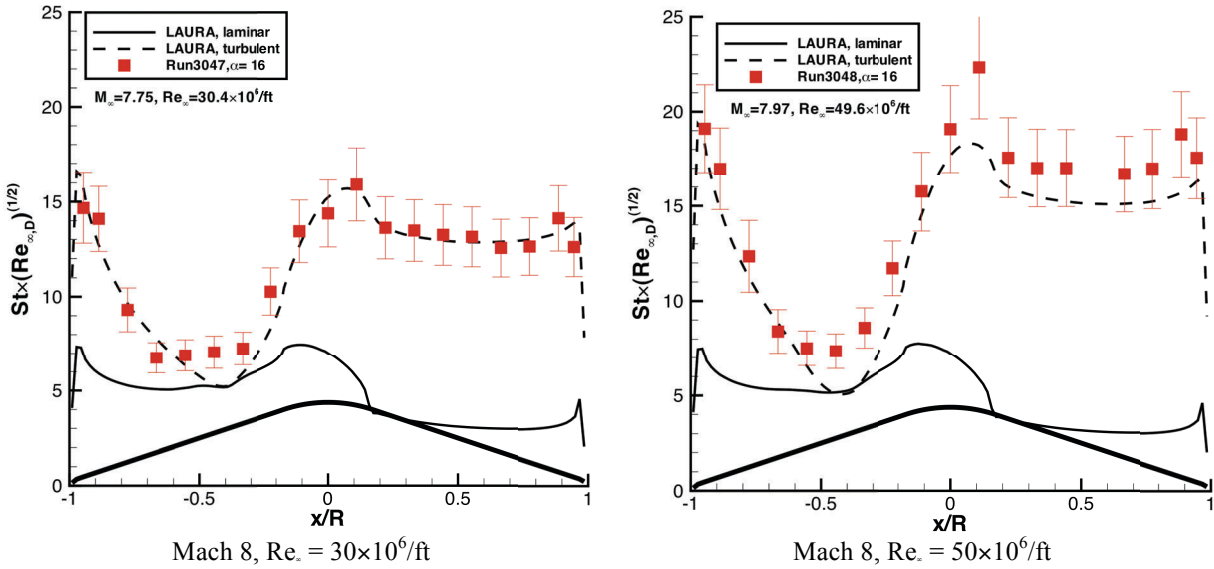 25
20
15
10
5
0
St×(Re∞,D)(1/2)
LAURA, laminar
LAURA, turbulent
Run3047,α= 16
M∞=7.75, Re∞=30.4×10⁶/ft
-1 -0.5 0 0.5 1
x/R
Mach 8, Re∞ = 30×10⁶/ft
25
20
15
10
5
0
St×(Re∞,D)(1/2)
LAURA, laminar
LAURA, turbulent
Run3048,α= 16
M∞=7.97, Re∞=49.6×10⁶/ft
-1 -0.5 0 0.5 1
x/R
Mach 8, Re∞ = 50×10⁶/ft